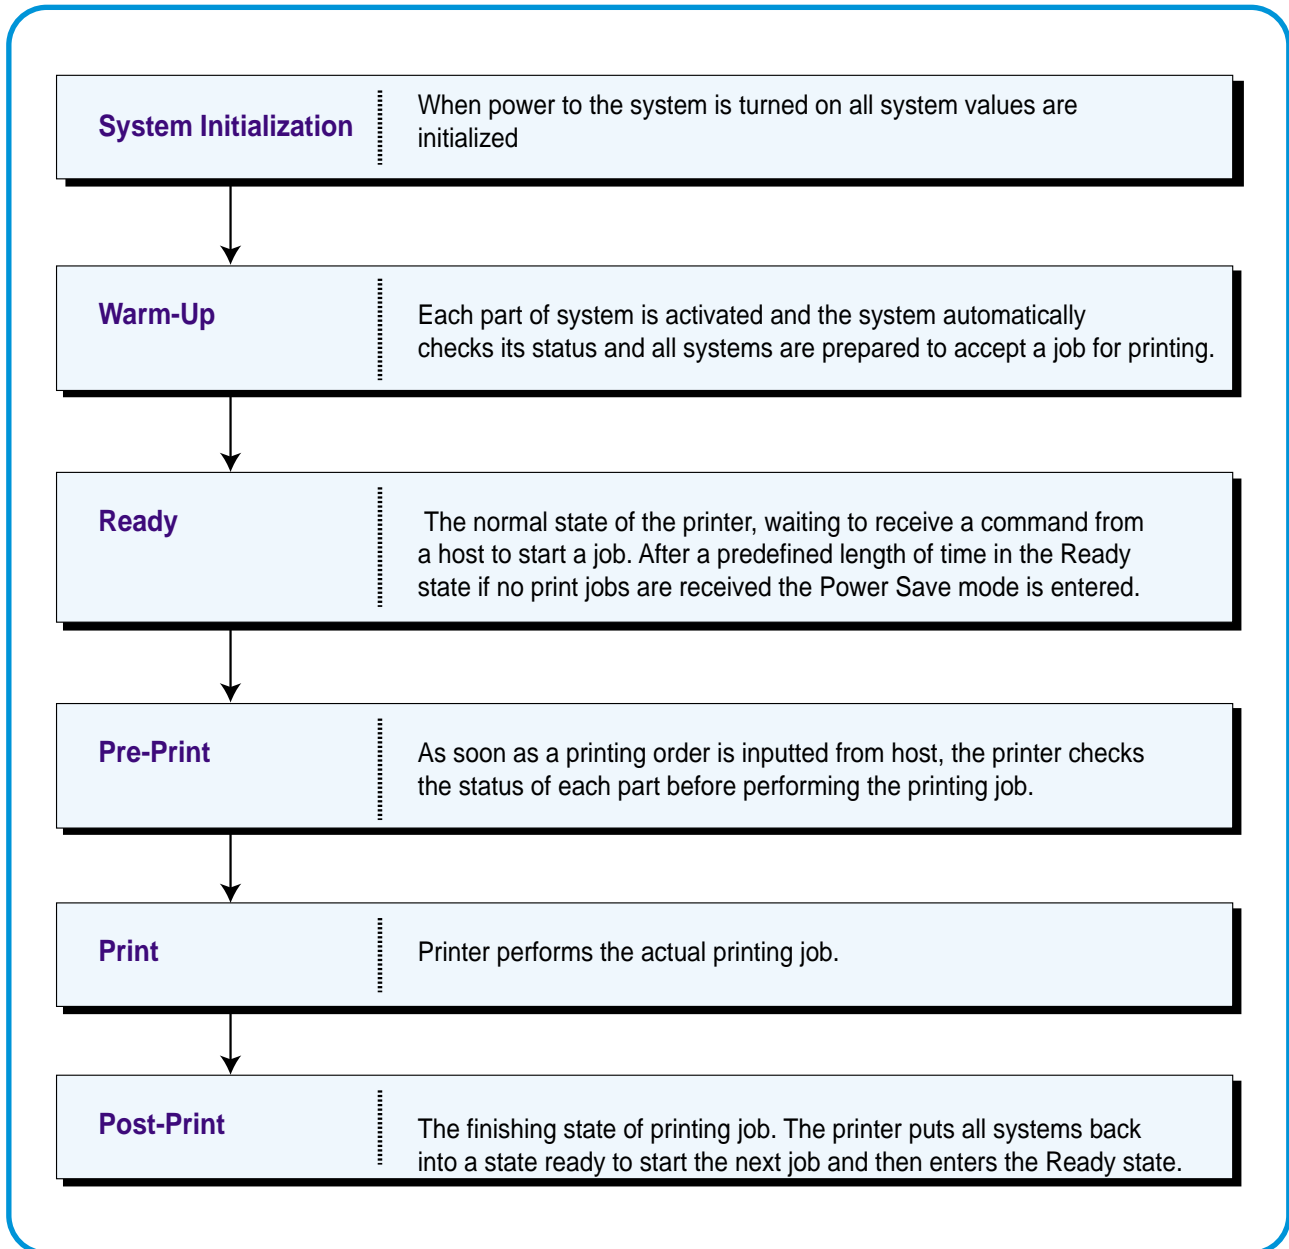 System Initialization
When power to the system is turned on all system values are
initialized
Warm-Up
Each part of system is activated and the system automatically
checks its status and all systems are prepared to accept a job for printing.
Ready
The normal state of the printer, waiting to receive a command from
a host to start a job. After a predefined length of time in the Ready
state if no print jobs are received the Power Save mode is entered.
Pre-Print
As soon as a printing order is inputted from host, the printer checks
the status of each part before performing the printing job.
Print
Printer performs the actual printing job.
Post-Print
The finishing state of printing job. The printer puts all systems back
into a state ready to start the next job and then enters the Ready state.